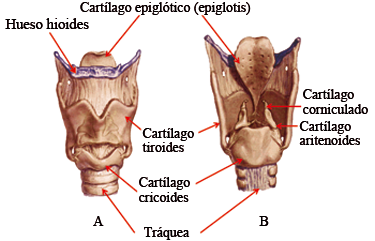 Cartílago epiglótico (epiglotis)
Hueso hioides
Cartílago
corniculado
Cartílago
tiroides
Cartílago
aritenoides
Cartílago
cricoides
A
Tráquea
B